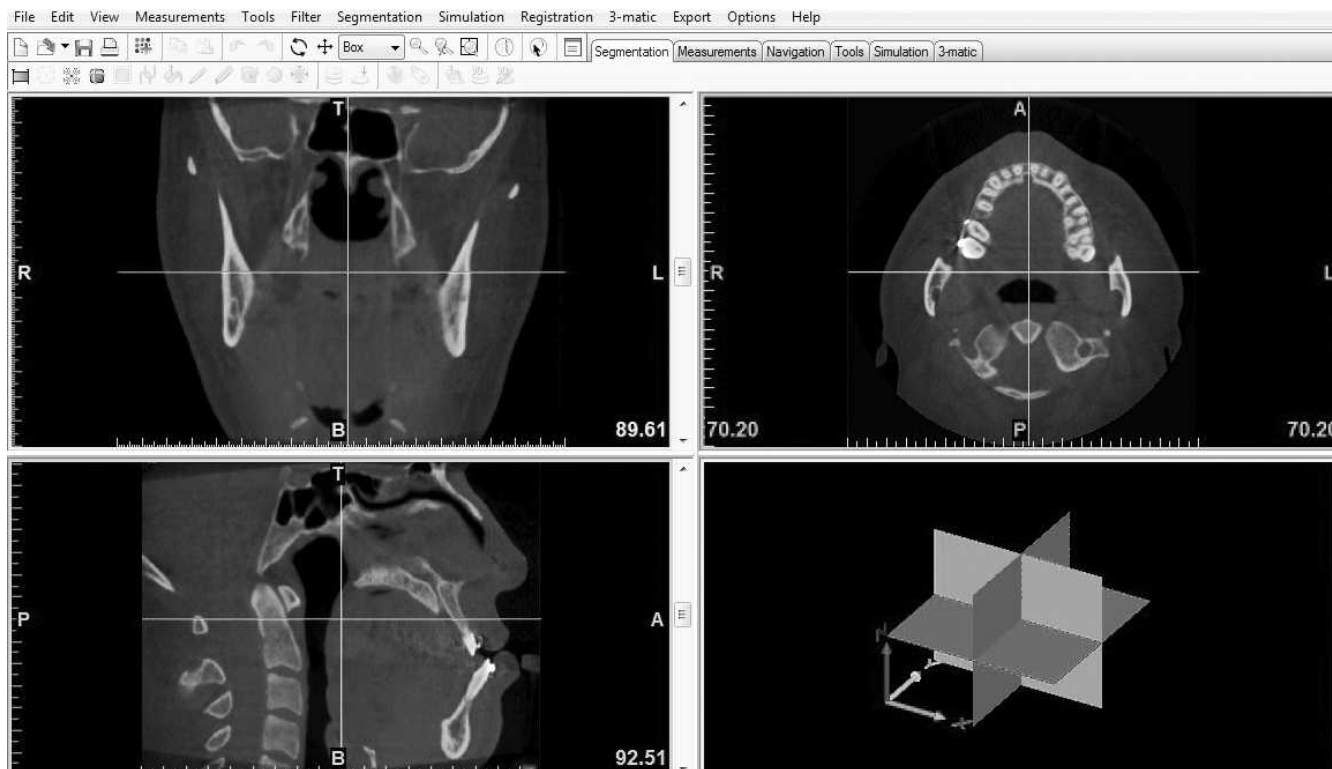 File Edit View Measurements Tools Filter Segmentation Simulation Registration 3-matic Export Options Help
Box Segmentation Measurements Navigation Tools Simulation 3-matic
T
R L
B 89.61
A
R L
70.20 P 70.20
T
P A
B 92.51
X